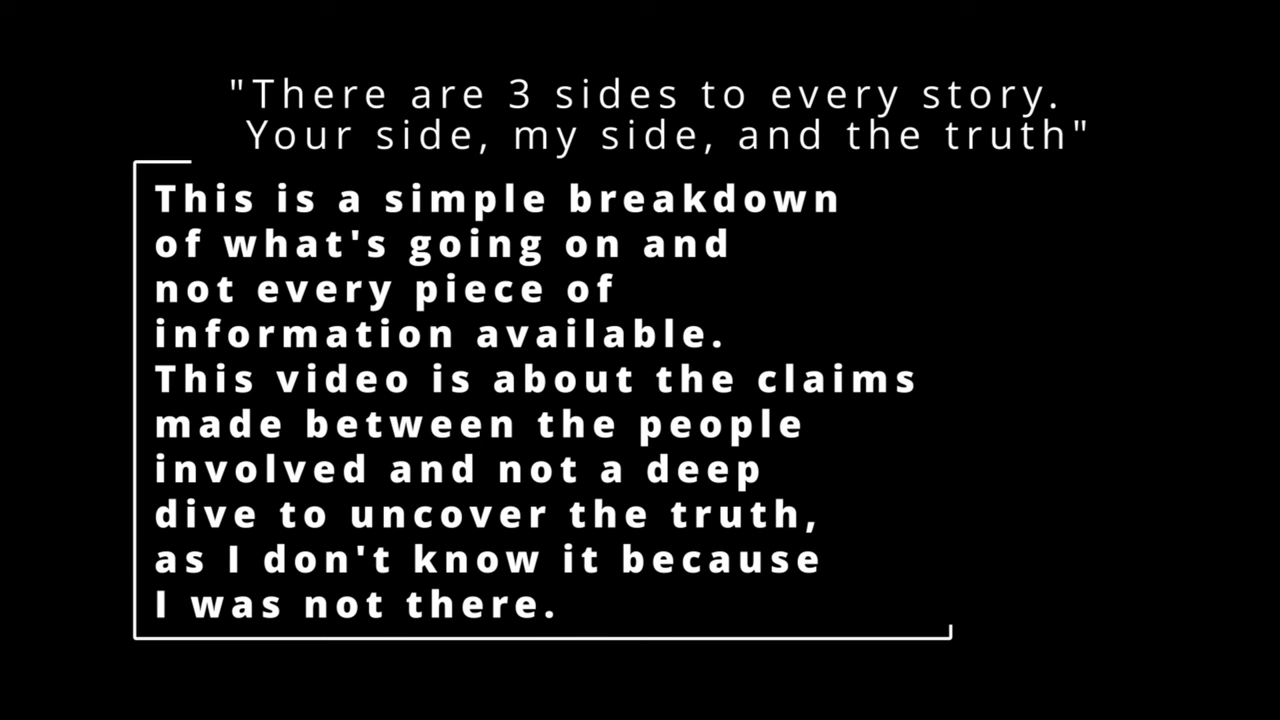 "There are 3 sides to every story.
Your side, my side, and the truth"
This is a simple breakdown
of what's going on and
not every piece of
information available.
This video is about the claims
made between the people
involved and not a deep
dive to uncover the truth,
as I don't know it because
I was not there.